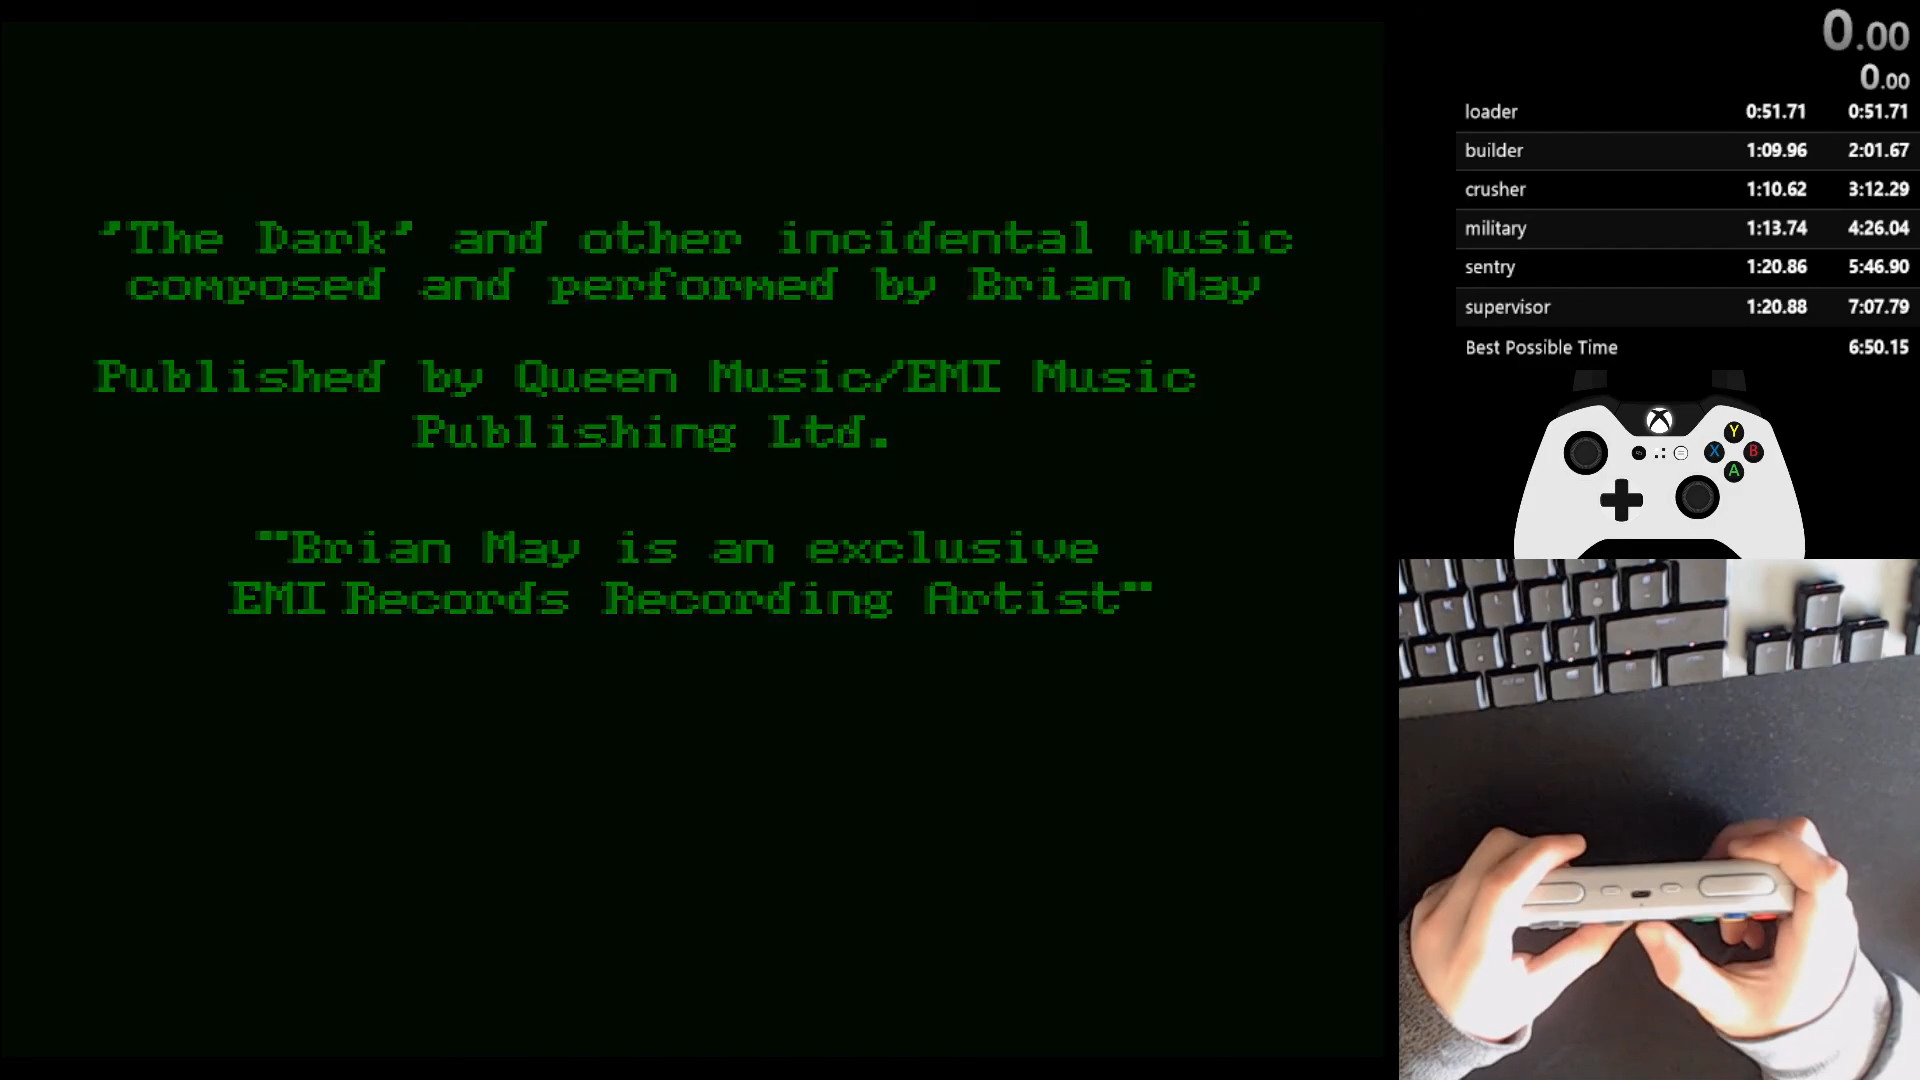 'The Dark' and other incidental music
composed and performed by Brian May
Published by Queen Music/EMI Music
Publishing Ltd.
""Brian May is an exclusive
EMI Records Recording Artist""
0.00
0.00
loader 0:51.71 0:51.71
builder 1:09.96 2:01.67
crusher 1:10.62 3:12.29
military 1:13.74 4:26.04
sentry 1:20.86 5:46.90
supervisor 1:20.88 7:07.79
Best Possible Time 6:50.15
Y
X B
A